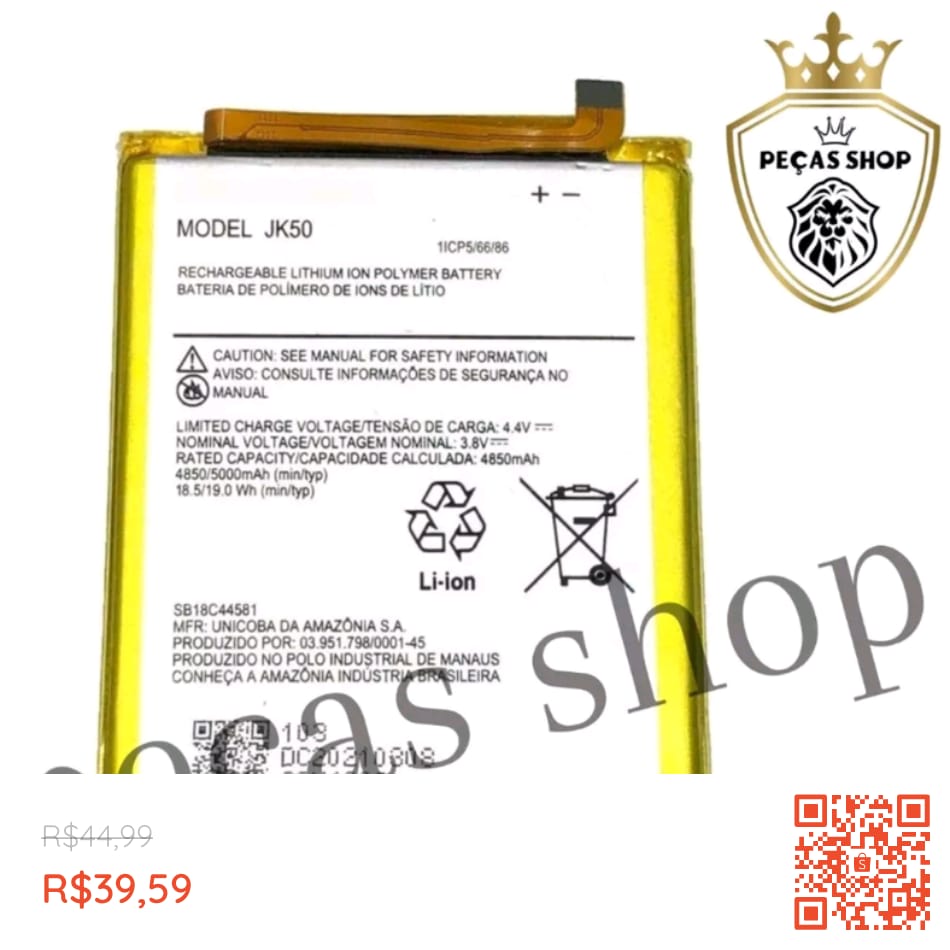 PEÇAS SHOP
+ −
MODEL JK50
1ICP5/66/86
RECHARGEABLE LITHIUM ION POLYMER BATTERY
BATERIA DE POLÍMERO DE IONS DE LÍTIO
CAUTION: SEE MANUAL FOR SAFETY INFORMATION
AVISO: CONSULTE INFORMAÇÕES DE SEGURANÇA NO
MANUAL
LIMITED CHARGE VOLTAGE/TENSÃO DE CARGA: 4.4V
NOMINAL VOLTAGE/VOLTAGEM NOMINAL: 3.8V
RATED CAPACITY/CAPACIDADE CALCULADA: 4850mAh
4850/5000mAh (min/typ)
18.5/19.0 Wh (min/typ)
Li-ion
SB18C44581
MFR: UNICOBA DA AMAZÔNIA S.A.
PRODUZIDO POR: 03.951.798/0001-45
PRODUZIDO NO POLO INDUSTRIAL DE MANAUS
CONHEÇA A AMAZÔNIA INDÚSTRIA BRASILEIRA
peças shop
103
DC20210308
R$44,99
R$39,59